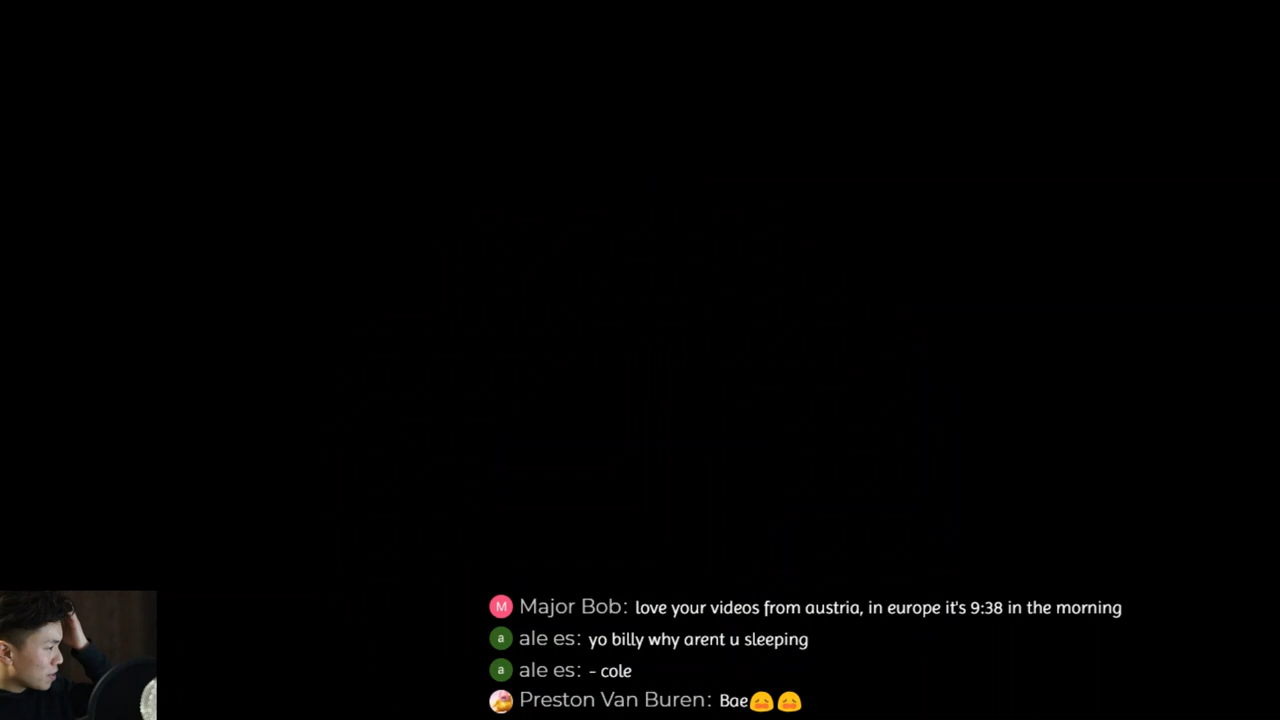 M Major Bob: love your videos from austria, in europe it's 9:38 in the morning
a ale es: yo billy why arent u sleeping
a ale es: - cole
Preston Van Buren: Bae😩😩